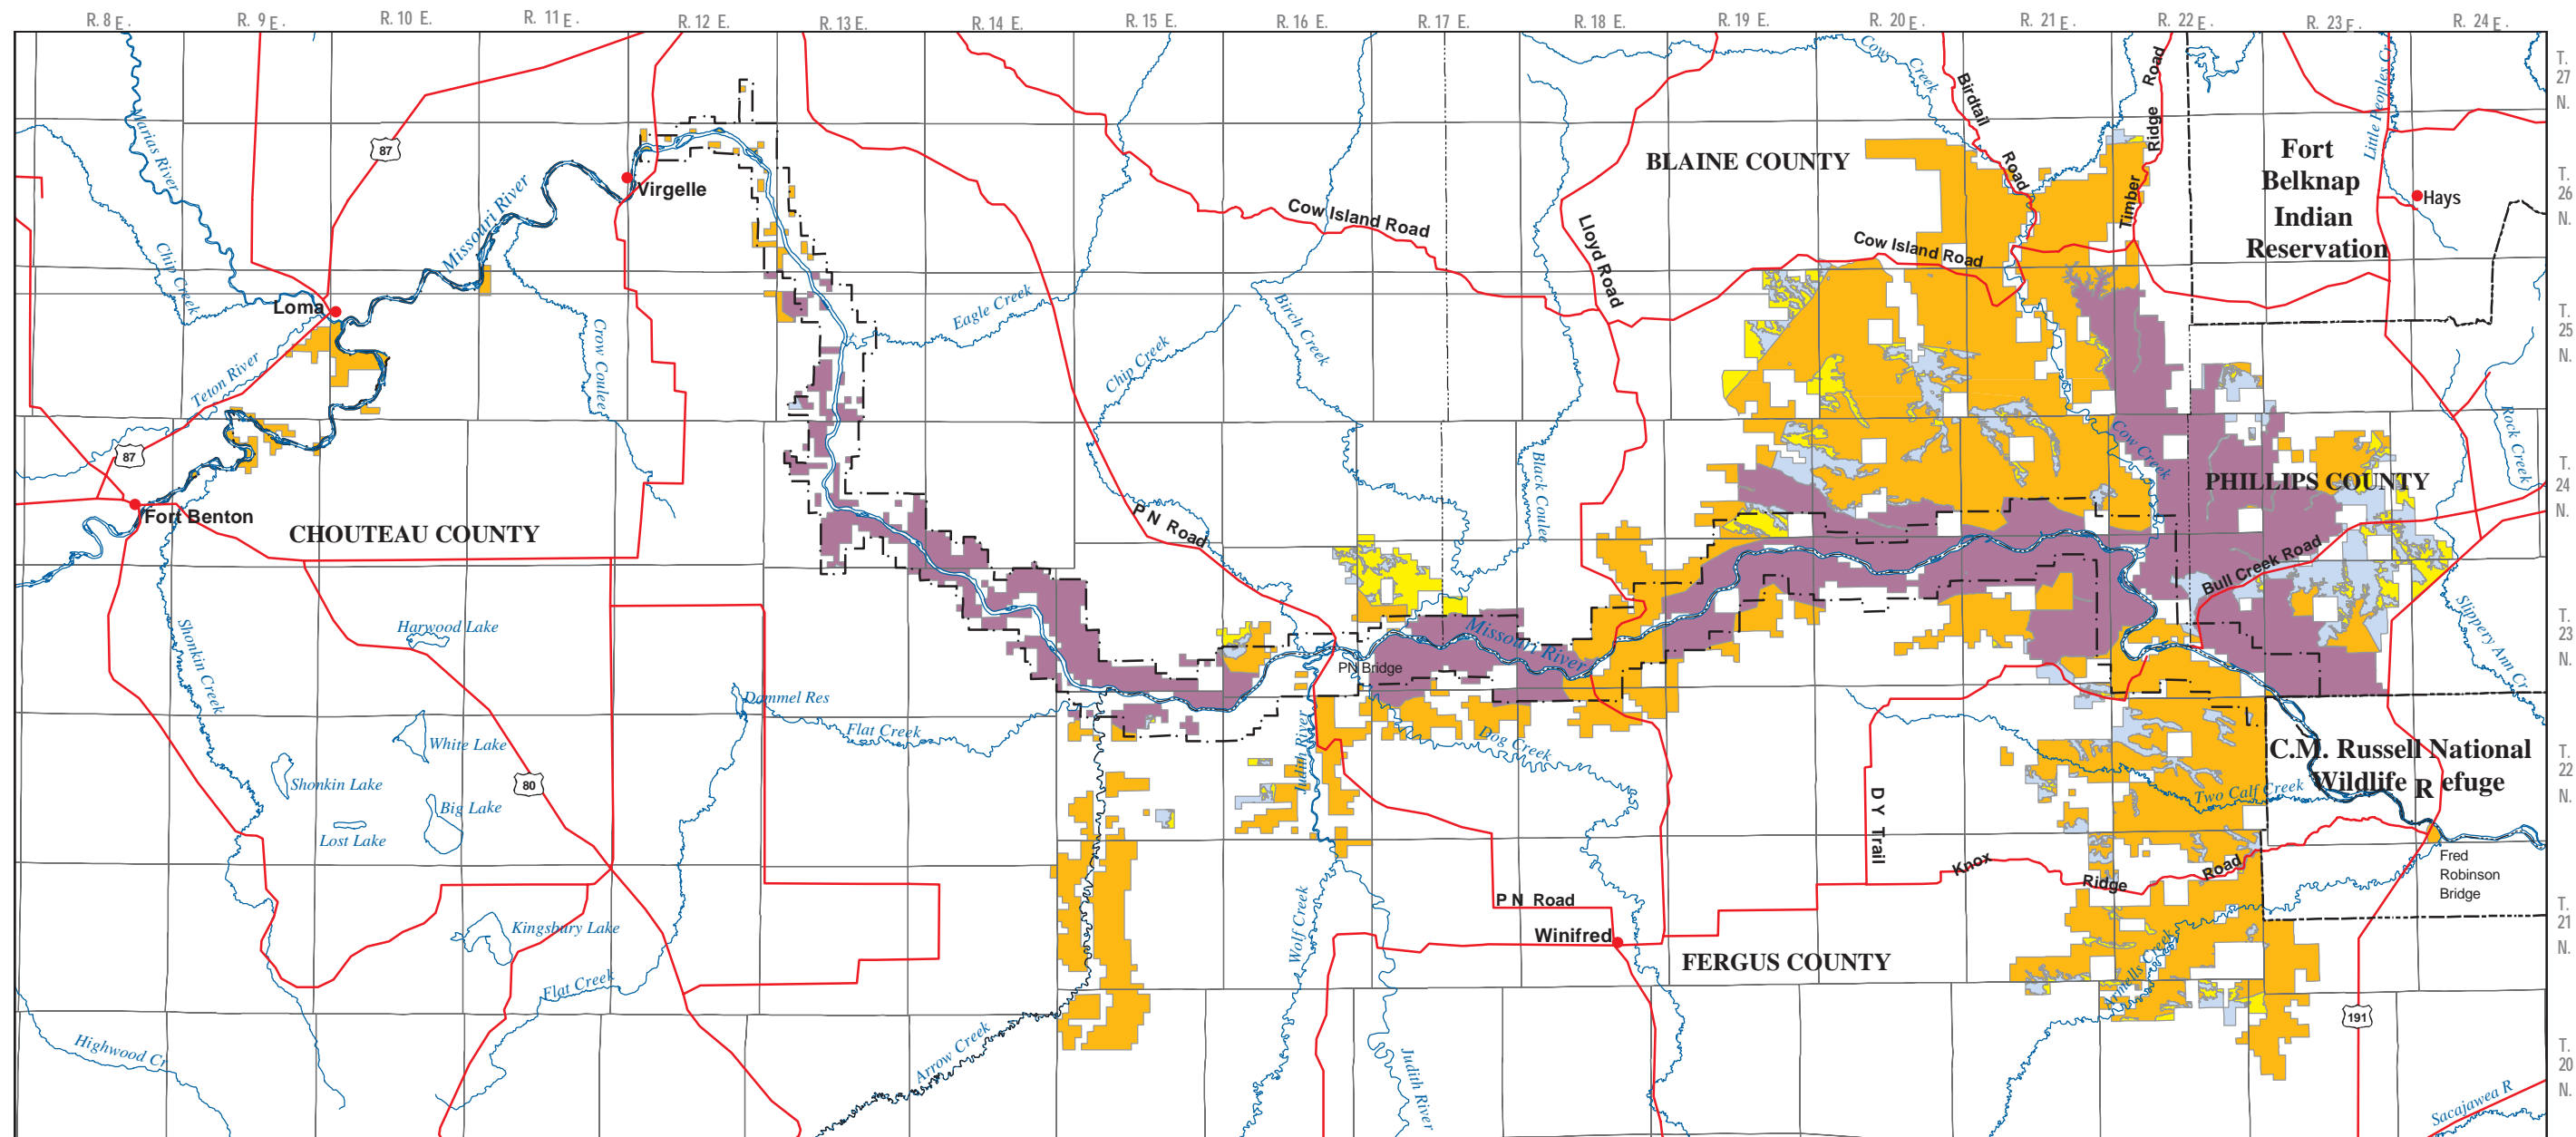 R. 8 E.
R. 9 E.
R. 10 E.
R. 11 E.
R. 12 E.
R. 13 E.
R. 14 E.
R. 15 E.
R. 16 E.
R. 17 E.
R. 18 E.
R. 19 E.
R. 20 E.
R. 21 E.
R. 22 E.
R. 23 E.
R. 24 E.
T.
27
N.
T.
26
N.
T.
25
N.
T.
24
N.
T.
23
N.
T.
22
N.
T.
21
N.
T.
20
N.
Marias River
Chip Creek
87
Missouri River
Virgelle
Loma
Teton River
Crow Coulee
87
Fort Benton
CHOUTEAU COUNTY
Shonkin Creek
Harwood Lake
White Lake
Shonkin Lake
Big Lake
Lost Lake
80
Kingsbury Lake
Flat Creek
Highwood Cr
Dammel Res
Flat Creek
Arrow Creek
Eagle Creek
Chip Creek
Birch Creek
Cow Island Road
P N Road
Black Coulee
Lloyd Road
BLAINE COUNTY
Cow Island Road
Cow
Creek
Birdtail
Road
Timber
Ridge
Road
Fort
Belknap
Indian
Reservation
Little Peoples Cr
Hays
Rock Creek
Cow Creek
PHILLIPS COUNTY
Bull Creek Road
Slippery Ann Cr
PN Bridge
Missouri River
Judith River
Dog Creek
Wolf Creek
Judith River
P N Road
Winifred
FERGUS COUNTY
D Y Trail
Knox
Ridge
Road
Two Calf Creek
C.M. Russell National
Wildlife Refuge
Fred
Robinson
Bridge
Armells Creek
191
Sacajawea R